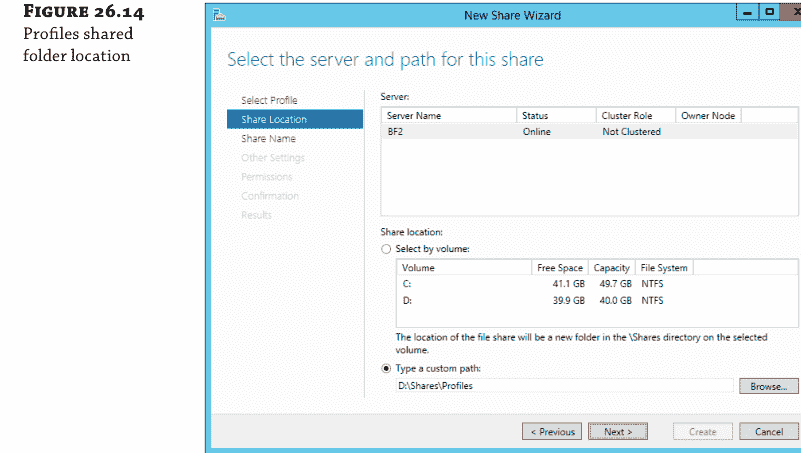 FIGURE 26.14
Profiles shared
folder location
New Share Wizard
Select the server and path for this share
Select Profile
Share Location
Share Name
Other Settings
Permissions
Confirmation
Results
Server:
Server Name Status Cluster Role Owner Node
BF2 Online Not Clustered
Share location:
Select by volume:
Volume Free Space Capacity File System
C: 41.1 GB 49.7 GB NTFS
D: 39.9 GB 40.0 GB NTFS
The location of the file share will be a new folder in the \Shares directory on the selected
volume.
Type a custom path:
D:\Shares\Profiles Browse...
< Previous Next > Create Cancel